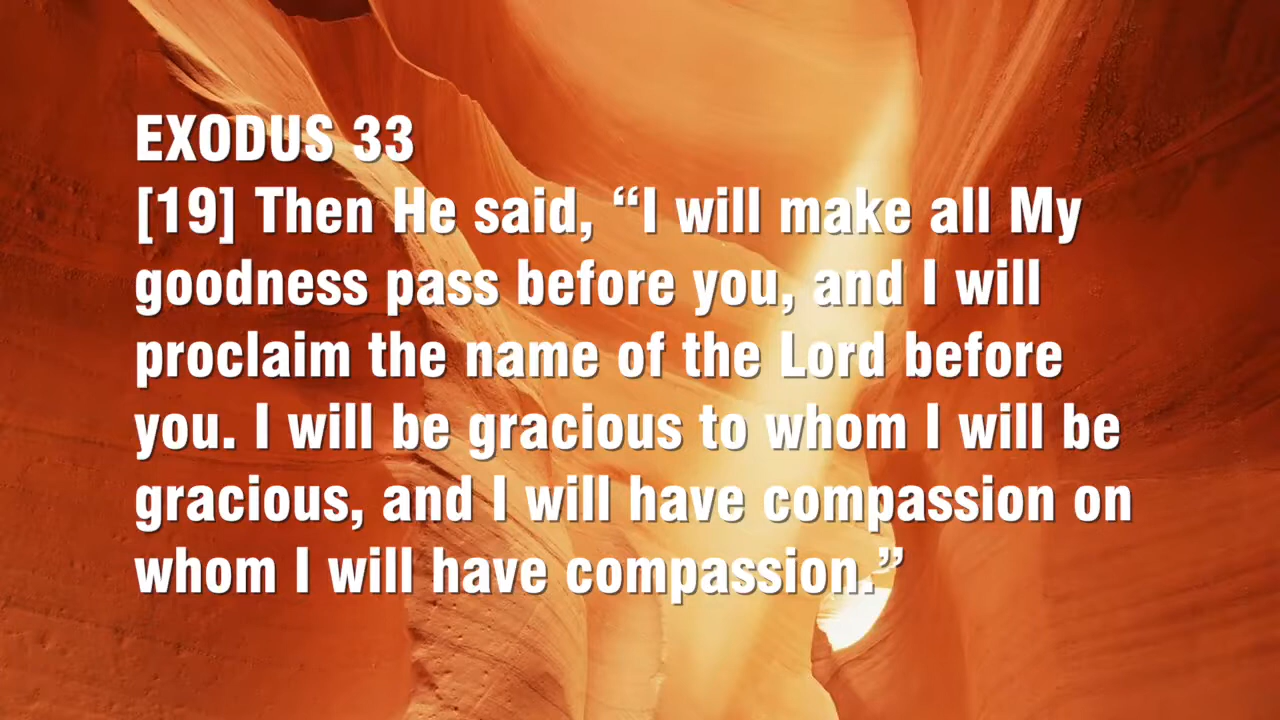 EXODUS 33
[19] Then He said, “I will make all My
goodness pass before you, and I will
proclaim the name of the Lord before
you. I will be gracious to whom I will be
gracious, and I will have compassion on
whom I will have compassion.”